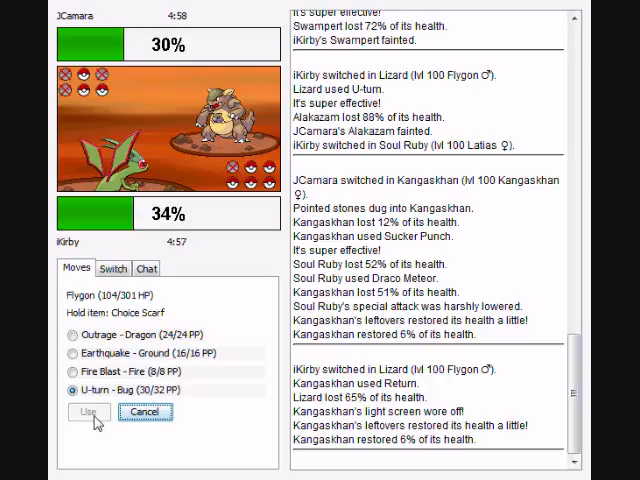 JCamara 4:58
30%
34%
iKirby 4:57
Moves Switch Chat
Flygon (104/301 HP)
Hold item: Choice Scarf
Outrage - Dragon (24/24 PP)
Earthquake - Ground (16/16 PP)
Fire Blast - Fire (8/8 PP)
U-turn - Bug (30/32 PP)
Use Cancel
It's super effective!
Swampert lost 72% of its health.
iKirby's Swampert fainted.
iKirby switched in Lizard (lvl 100 Flygon ♂).
Lizard used U-turn.
It's super effective!
Alakazam lost 88% of its health.
JCamara's Alakazam fainted.
iKirby switched in Soul Ruby (lvl 100 Latias ♀).
JCamara switched in Kangaskhan (lvl 100 Kangaskhan
♀).
Pointed stones dug into Kangaskhan.
Kangaskhan lost 12% of its health.
Kangaskhan used Sucker Punch.
It's super effective!
Soul Ruby lost 52% of its health.
Soul Ruby used Draco Meteor.
Kangaskhan lost 51% of its health.
Soul Ruby's special attack was harshly lowered.
Kangaskhan's leftovers restored its health a little!
Kangaskhan restored 6% of its health.
iKirby switched in Lizard (lvl 100 Flygon ♂).
Kangaskhan used Return.
Lizard lost 65% of its health.
Kangaskhan's light screen wore off!
Kangaskhan's leftovers restored its health a little!
Kangaskhan restored 6% of its health.